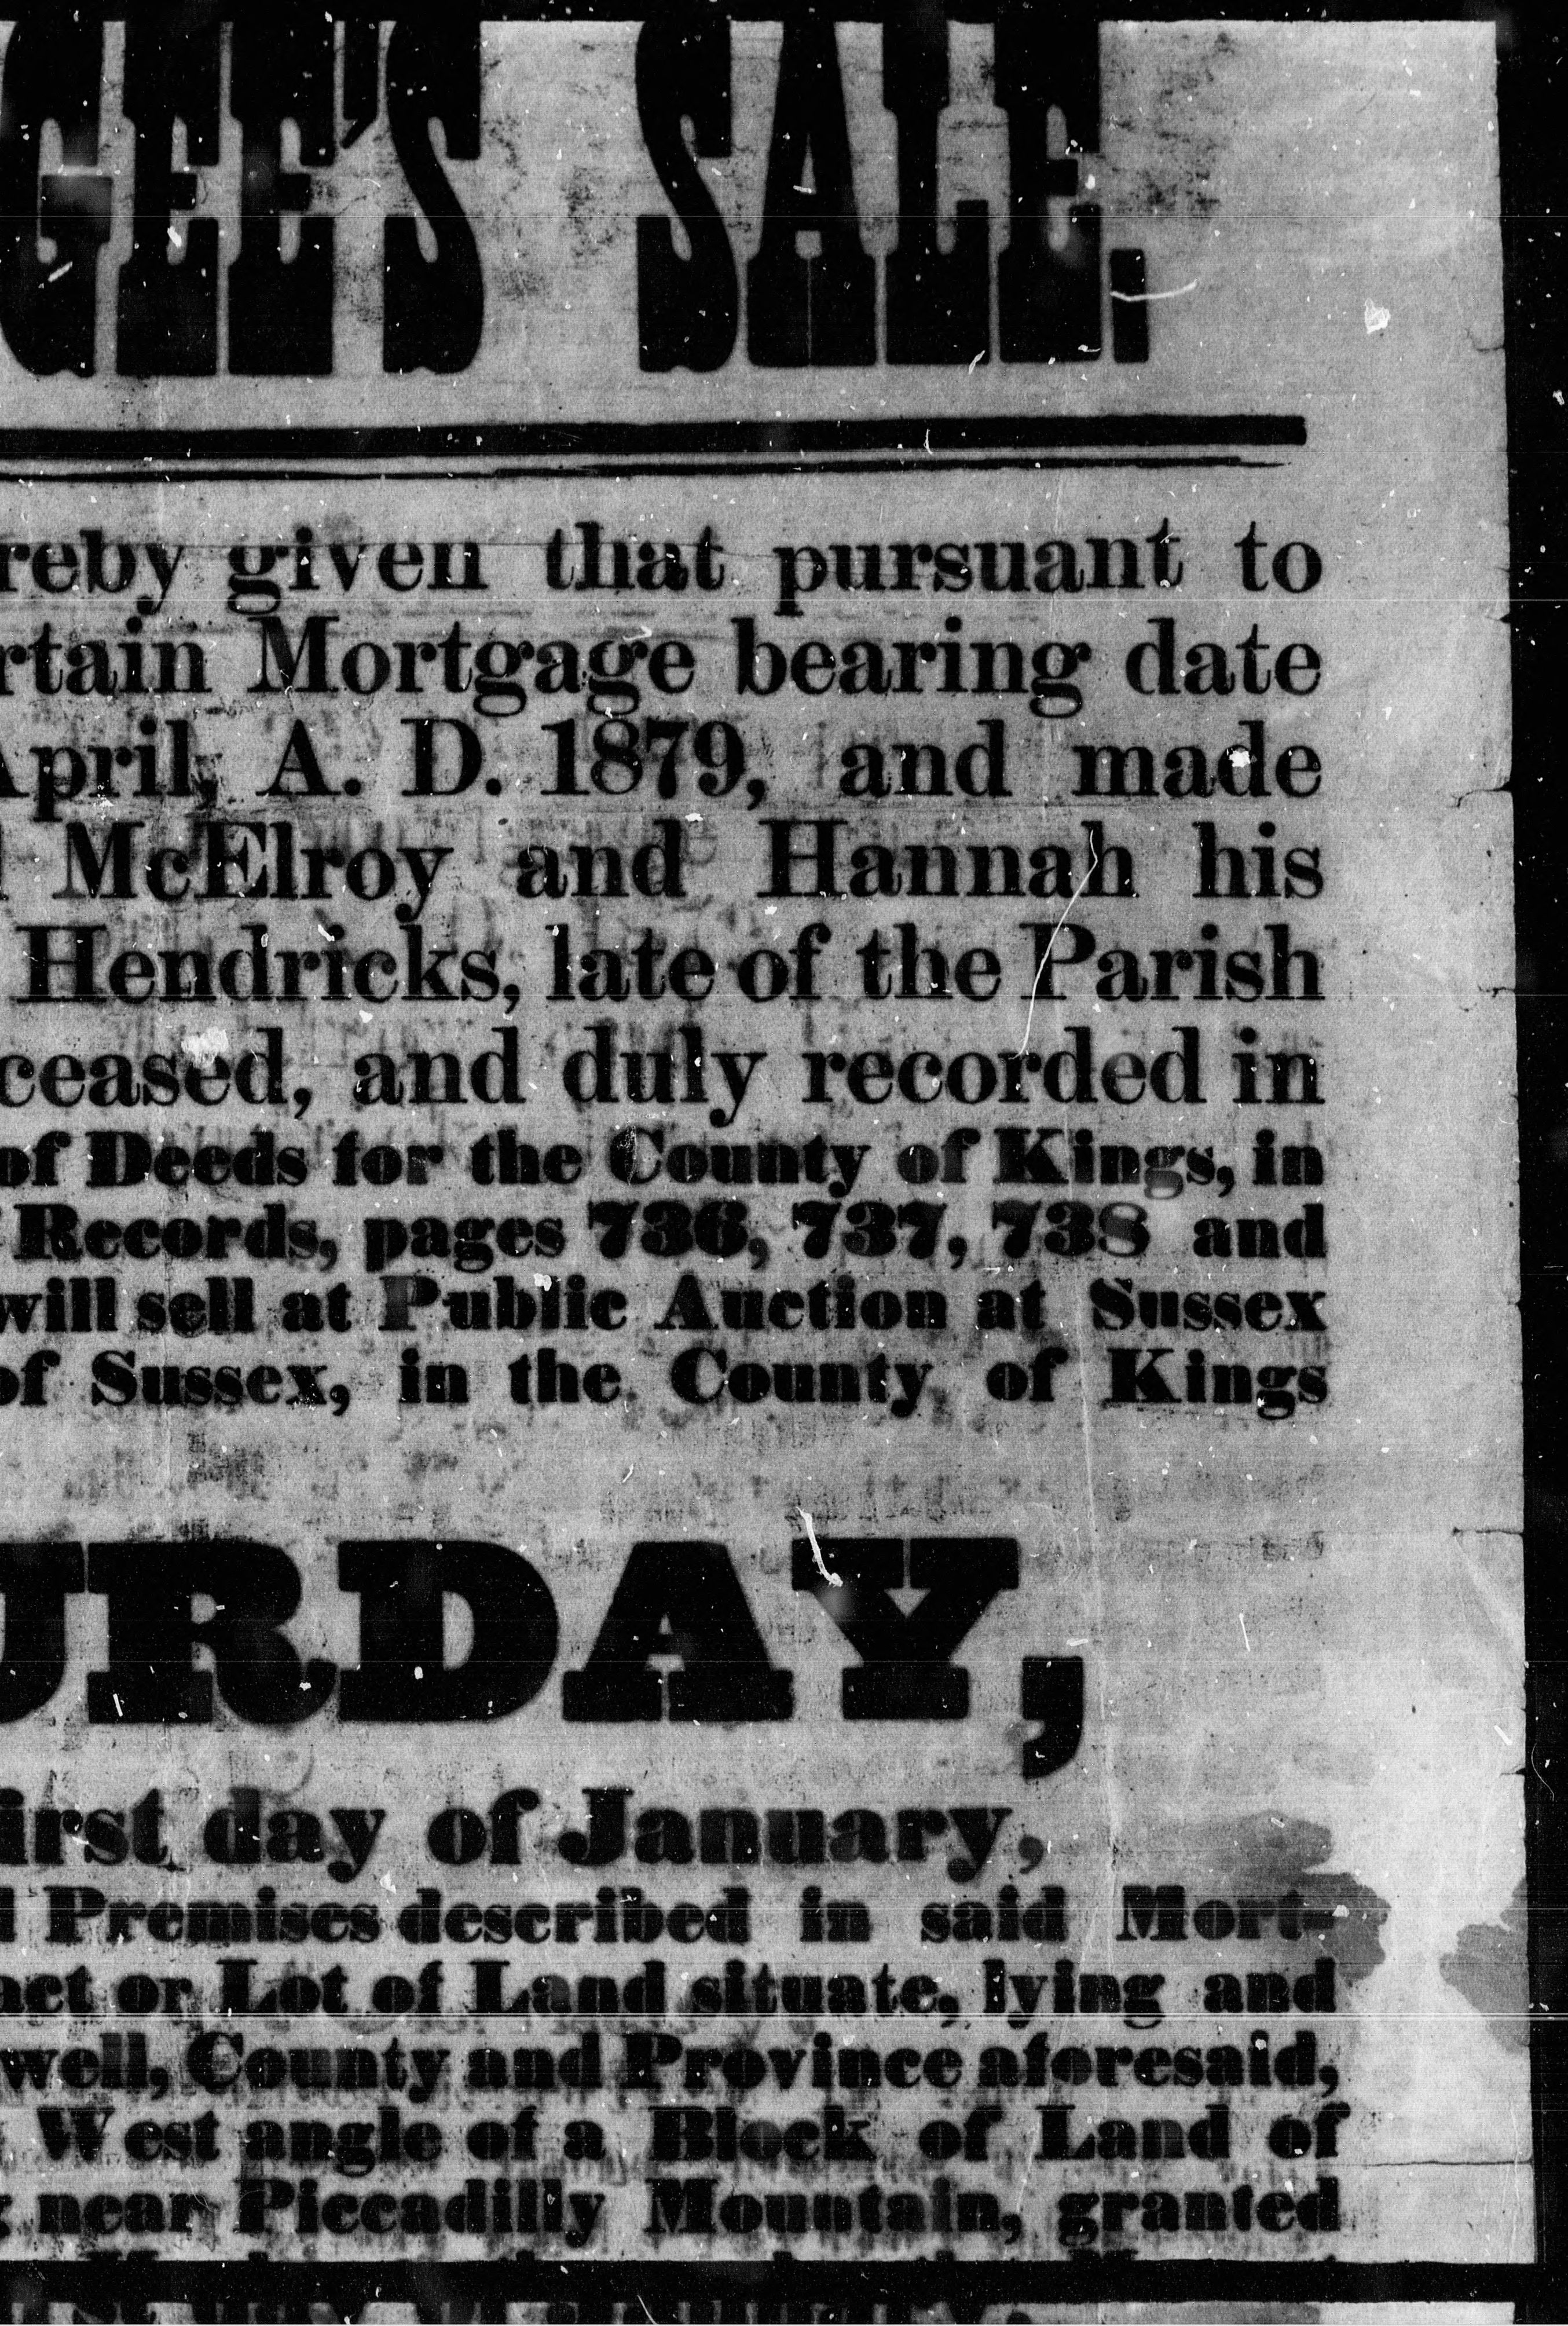 GEE'S SALE.
reby given that pursuant to
rtain Mortgage bearing date
April, A. D. 1879, and made
McElroy and Hannah his
Hendricks, late of the Parish
ceased, and duly recorded in
of Deeds for the County of Kings, in
Records, pages 736, 737, 738 and
will sell at Public Auction at Sussex
of Sussex, in the County of Kings
URDAY,
irst day of January,
Premises described in said Mort-
act or Lot of Land situate, lying and
well, County and Province aforesaid,
West angle of a Block of Land of
near Piccadilly Mountain, granted
day of January,